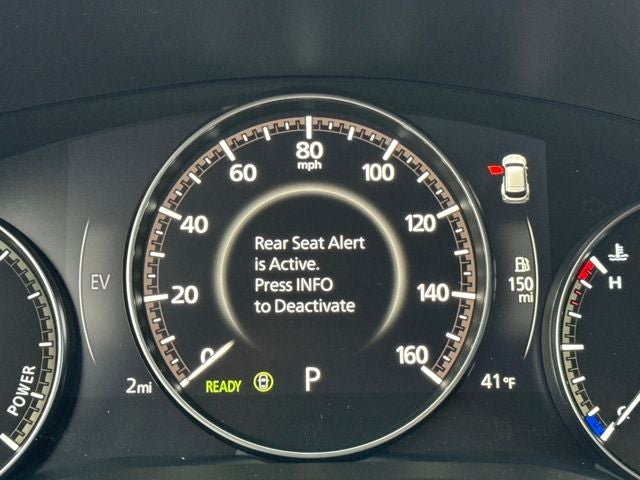 80
mph
60
100
40
120
20
140
0
160
Rear Seat Alert
is Active.
Press INFO
to Deactivate
EV
150
mi
H
C
POWER
2mi
READY
P
41°F